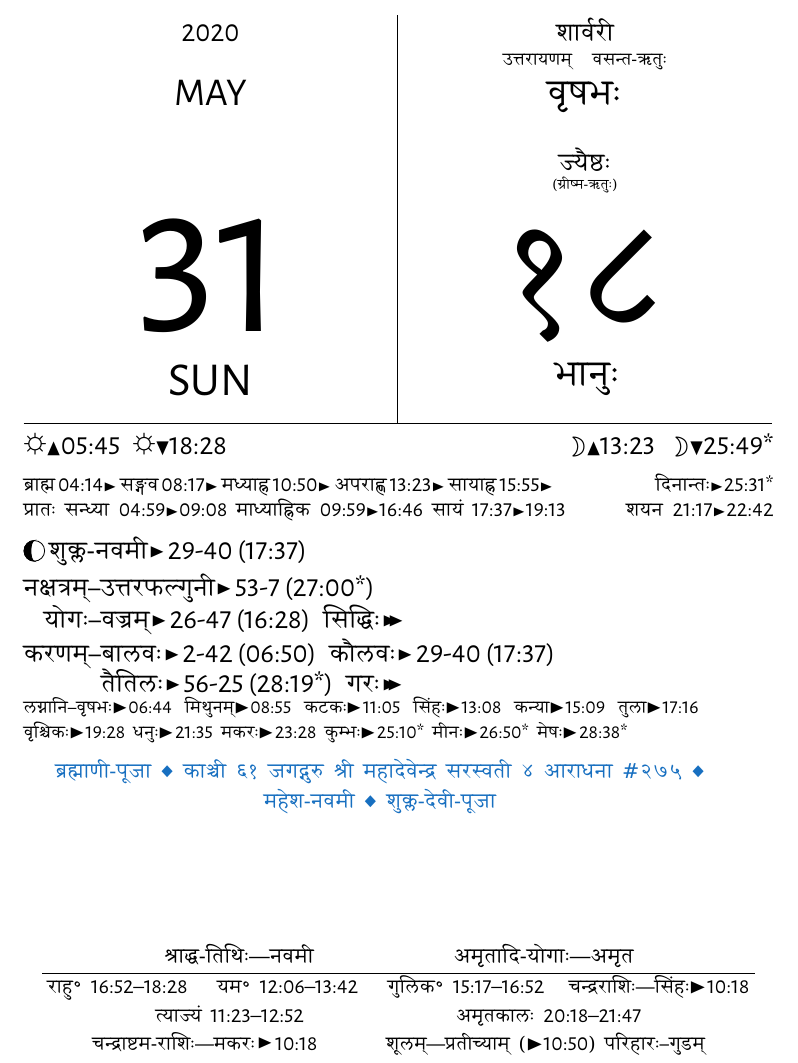 2020
MAY
31
SUN
शार्वरी
उत्तरायणम् वसन्त-ऋतुः
वृषभः
ज्यैष्ठः
(ग्रीष्म-ऋतुः)
१८
भानुः
☼▲05:45 ☼▼18:28 ☽▲13:23 ☽▼25:49*
ब्राह्म 04:14► सङ्गव 08:17► मध्याह्न 10:50► अपराह्ण 13:23► सायाह्न 15:55► दिनान्तः►25:31*
प्रातः सन्ध्या 04:59►09:08 माध्याह्निक 09:59►16:46 सायं 17:37►19:13 शयन 21:17►22:42
शुक्ल-नवमी►29-40 (17:37)
नक्षत्रम्–उत्तरफल्गुनी►53-7 (27:00*)
योगः–वज्रम्►26-47 (16:28) सिद्धिः►►
करणम्–बालवः►2-42 (06:50) कौलवः►29-40 (17:37)
तैतिलः►56-25 (28:19*) गरः►►
लग्नानि–वृषभः►06:44 मिथुनम्►08:55 कटकः►11:05 सिंहः►13:08 कन्या►15:09 तुला►17:16
वृश्चिकः►19:28 धनुः►21:35 मकरः►23:28 कुम्भः►25:10* मीनः►26:50* मेषः►28:38*
ब्रह्माणी-पूजा ◆ काञ्ची ६१ जगद्गुरु श्री महादेवेन्द्र सरस्वती ४ आराधना #२७५ ◆
महेश-नवमी ◆ शुक्ल-देवी-पूजा
श्राद्ध-तिथिः—नवमी अमृतादि-योगाः—अमृत
राहु° 16:52–18:28 यम° 12:06–13:42 गुलिक° 15:17–16:52 चन्द्रराशिः—सिंहः►10:18
त्याज्यं 11:23–12:52 अमृतकालः 20:18–21:47
चन्द्राष्टम-राशिः—मकरः►10:18 शूलम्—प्रतीच्याम् (►10:50) परिहारः–गुडम्